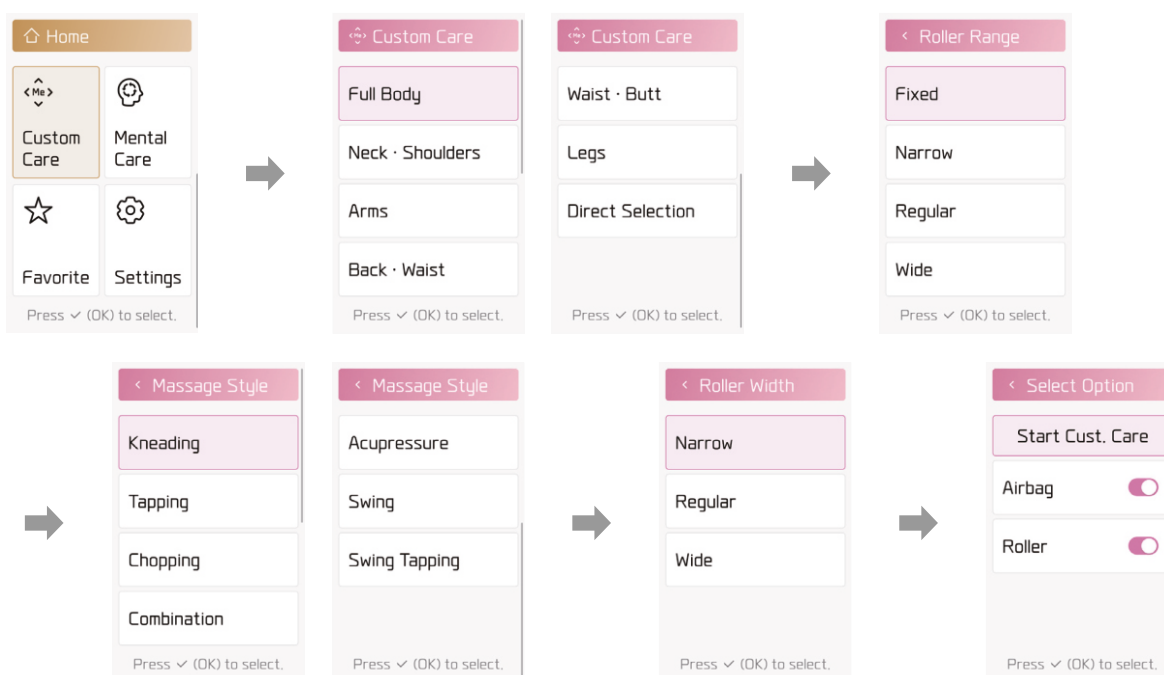 Home
<Me>
Custom
Care
Mental
Care
Favorite
Settings
Press ✓ (OK) to select.
<Me> Custom Care
Full Body
Neck · Shoulders
Arms
Back · Waist
Press ✓ (OK) to select.
<Me> Custom Care
Waist · Butt
Legs
Direct Selection
Press ✓ (OK) to select.
< Roller Range
Fixed
Narrow
Regular
Wide
Press ✓ (OK) to select.
< Massage Style
Kneading
Tapping
Chopping
Combination
Press ✓ (OK) to select.
< Massage Style
Acupressure
Swing
Swing Tapping
Press ✓ (OK) to select.
< Roller Width
Narrow
Regular
Wide
Press ✓ (OK) to select.
< Select Option
Start Cust. Care
Airbag
Roller
Press ✓ (OK) to select.